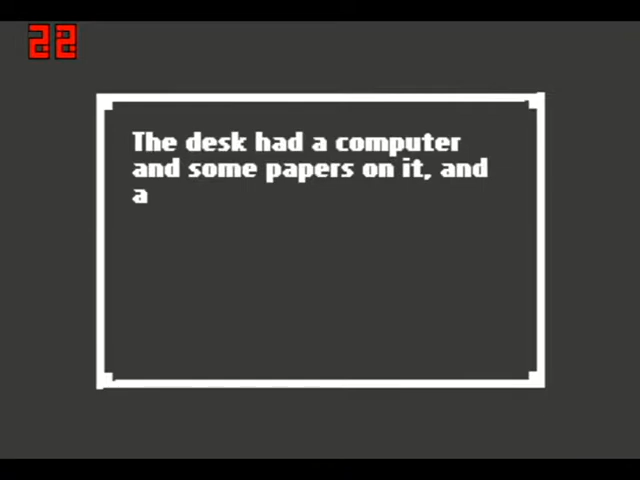 22
The desk had a computer
and some papers on it, and
a